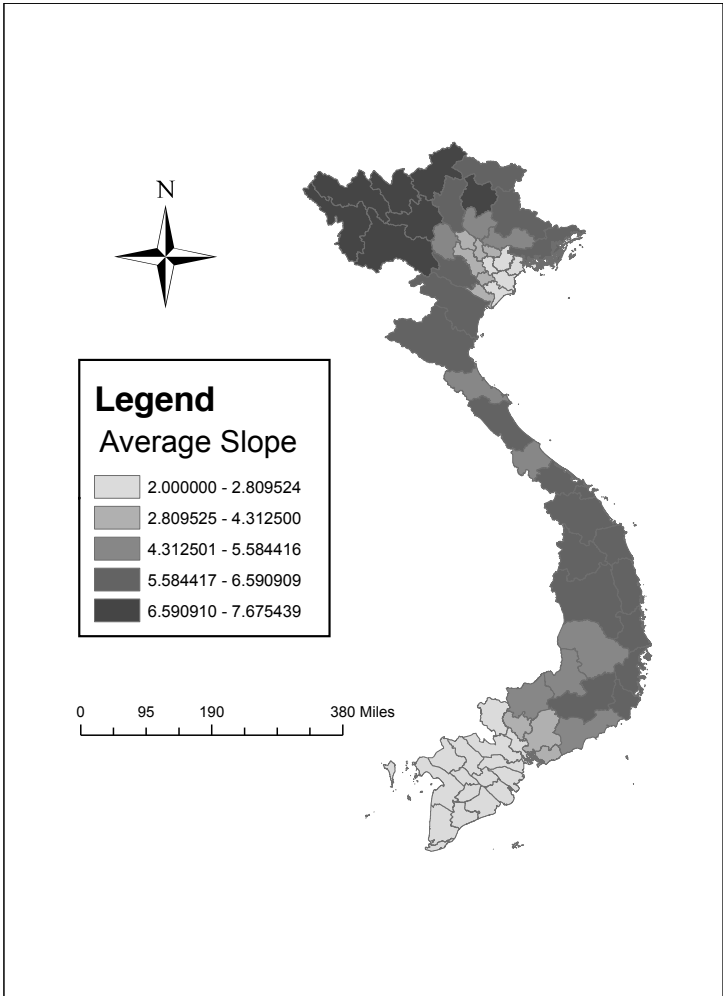 N
Legend
Average Slope
2.000000 - 2.809524
2.809525 - 4.312500
4.312501 - 5.584416
5.584417 - 6.590909
6.590910 - 7.675439
0 95 190 380 Miles